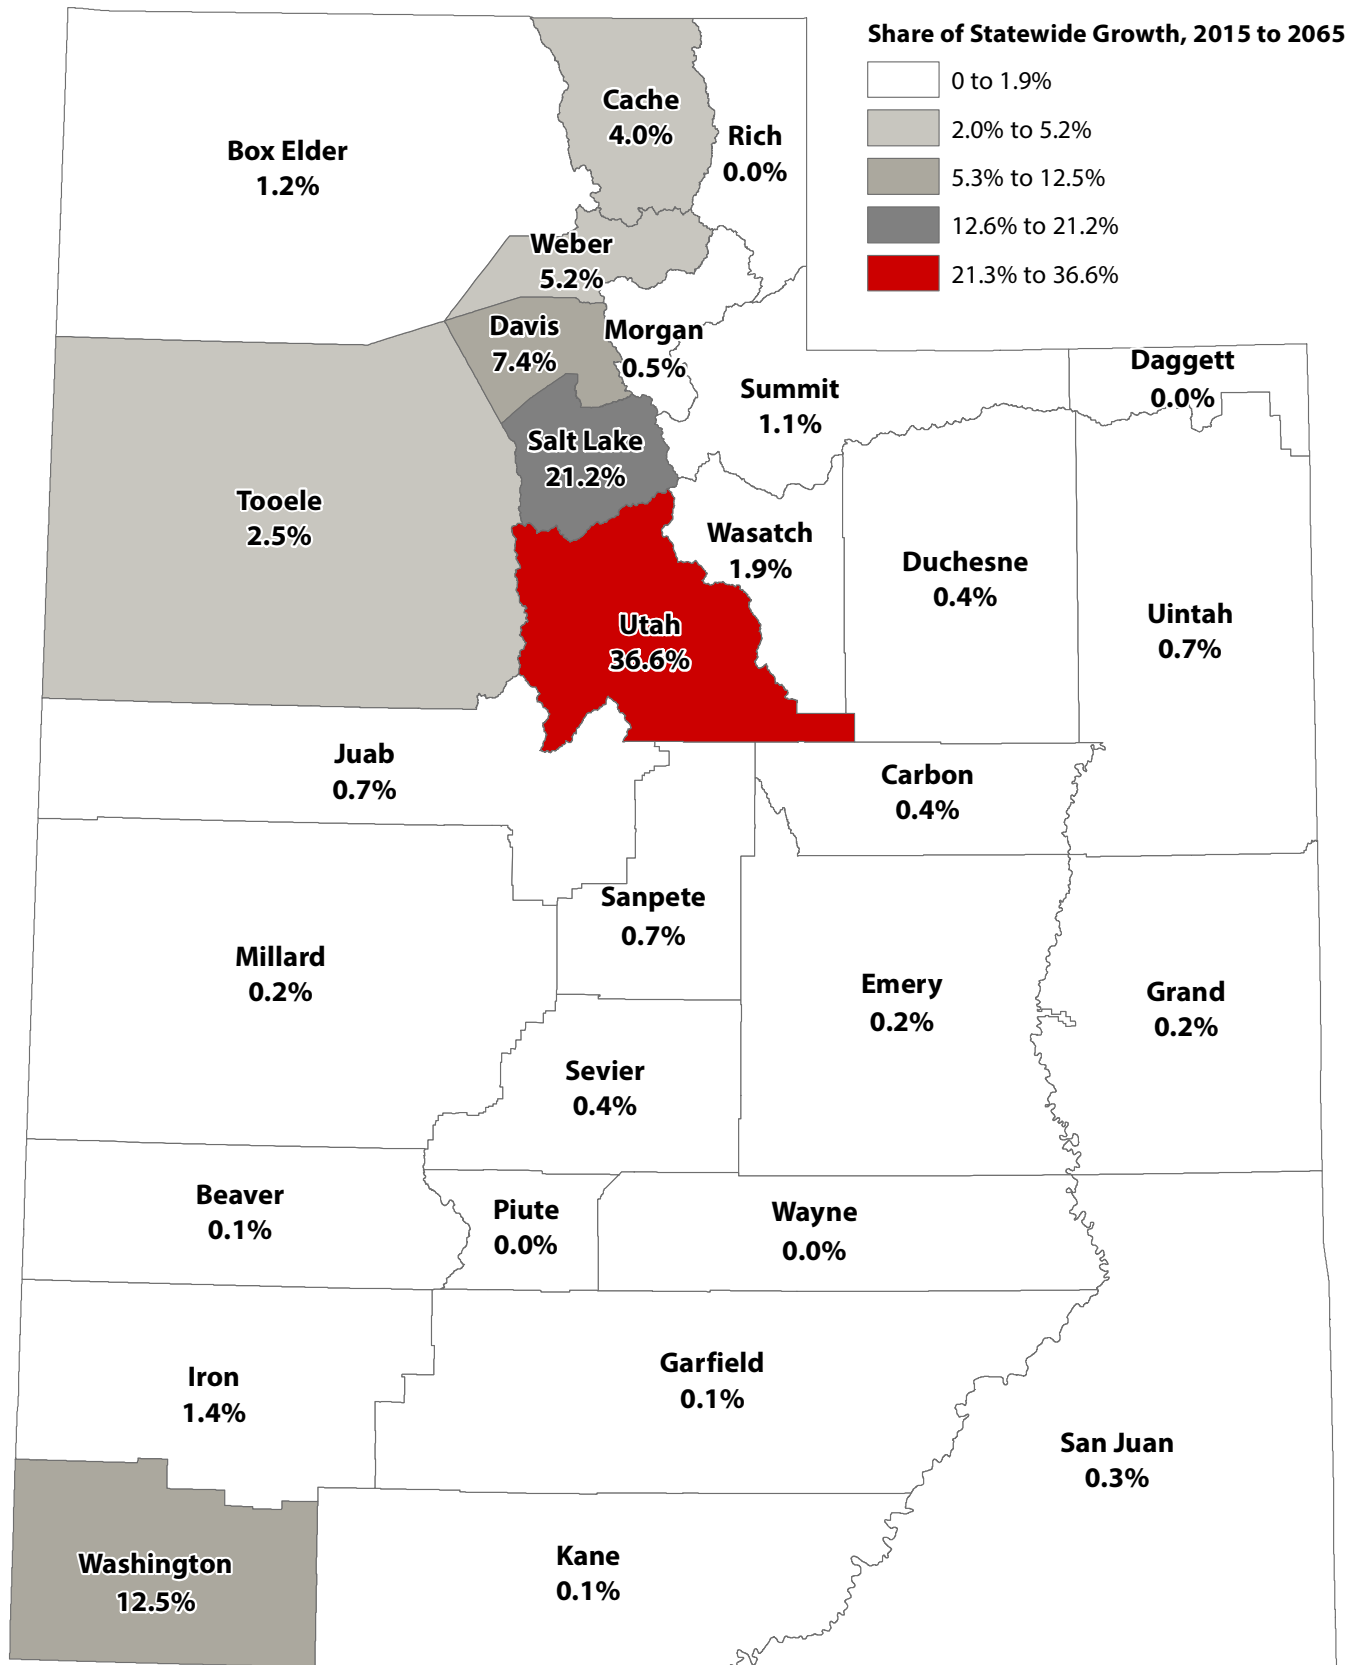 Share of Statewide Growth, 2015 to 2065
0 to 1.9%
2.0% to 5.2%
5.3% to 12.5%
12.6% to 21.2%
21.3% to 36.6%
Cache
4.0%
Rich
0.0%
Box Elder
1.2%
Weber
5.2%
Davis
7.4%
Morgan
0.5%
Summit
1.1%
Daggett
0.0%
Salt Lake
21.2%
Tooele
2.5%
Wasatch
1.9%
Duchesne
0.4%
Uintah
0.7%
Utah
36.6%
Juab
0.7%
Carbon
0.4%
Sanpete
0.7%
Millard
0.2%
Emery
0.2%
Grand
0.2%
Sevier
0.4%
Beaver
0.1%
Piute
0.0%
Wayne
0.0%
Iron
1.4%
Garfield
0.1%
San Juan
0.3%
Washington
12.5%
Kane
0.1%